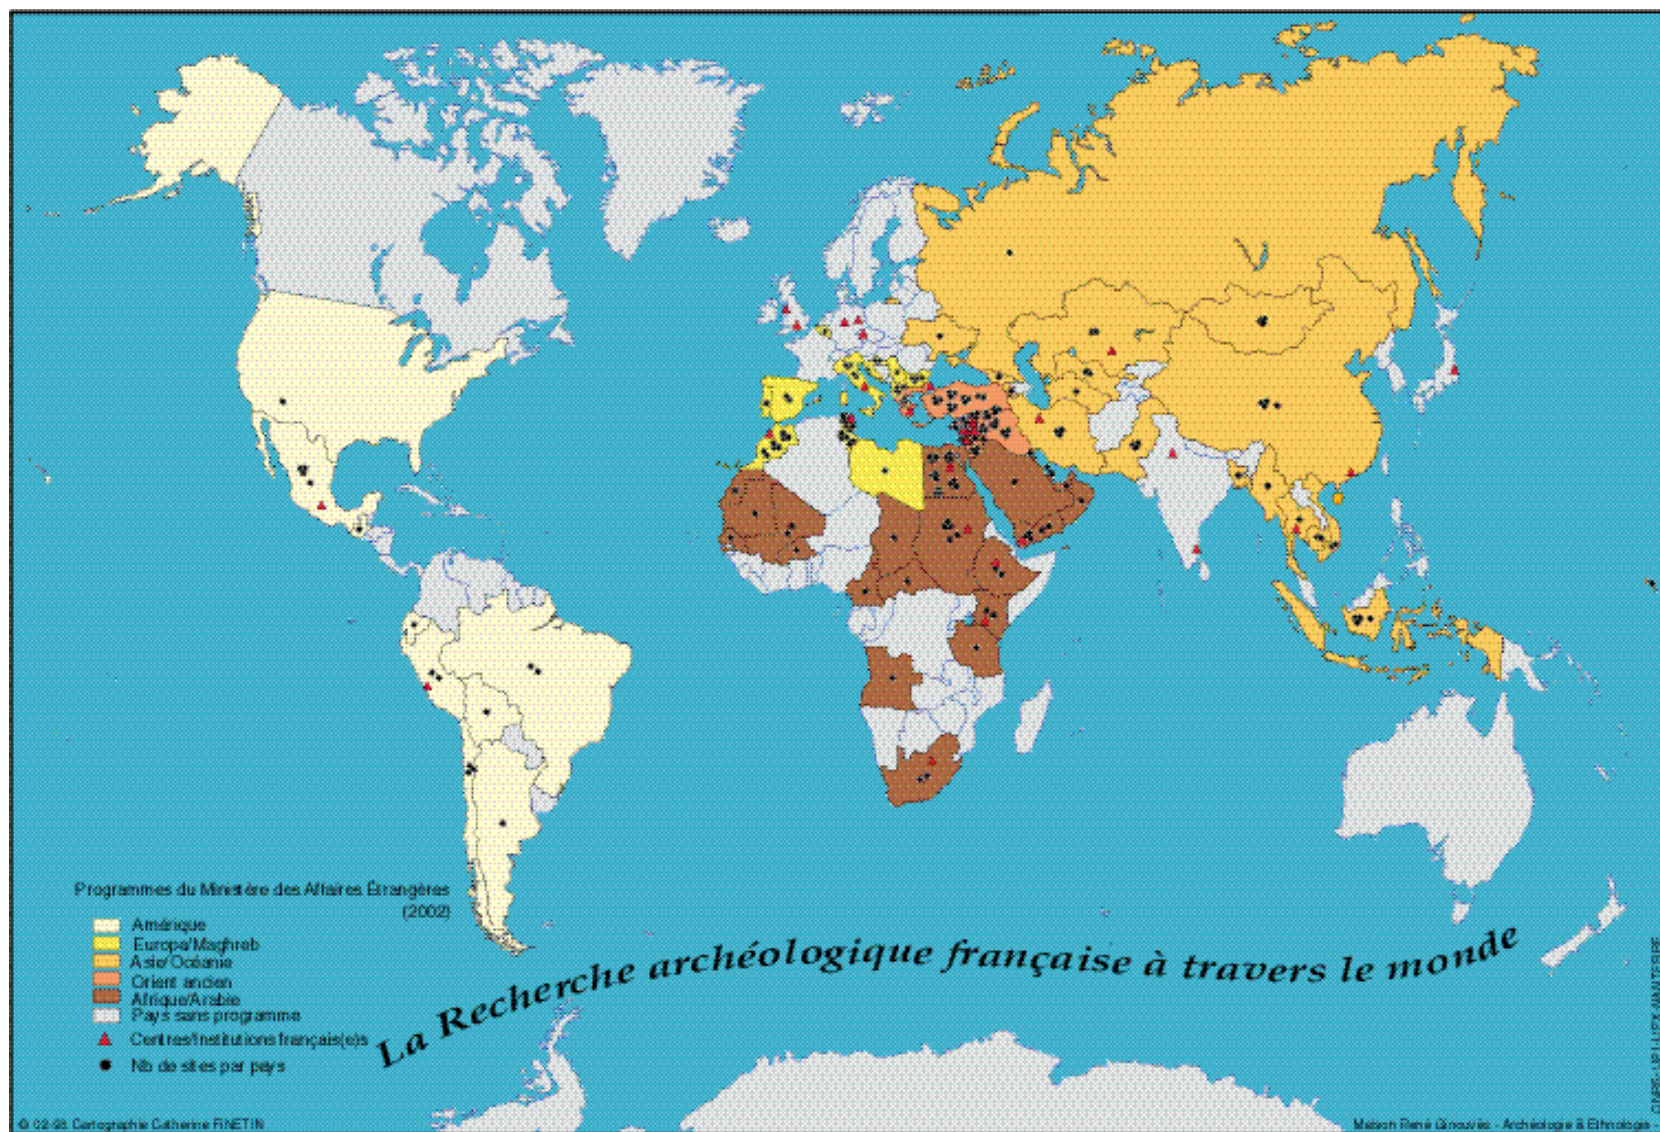 Programmes du Ministère des Affaires Étrangères
(2002)
Amérique
Europe/Maghreb
Asie/Océanie
Orient ancien
Afrique/Arabie
Pays sans programme
Centres/Institutions français(e)s
Nb de sites par pays
La Recherche archéologique française à travers le monde
© 02-98. Cartographie Catherine FINETIN
Maison René Ginouvès - Archéologie & Ethnologie -